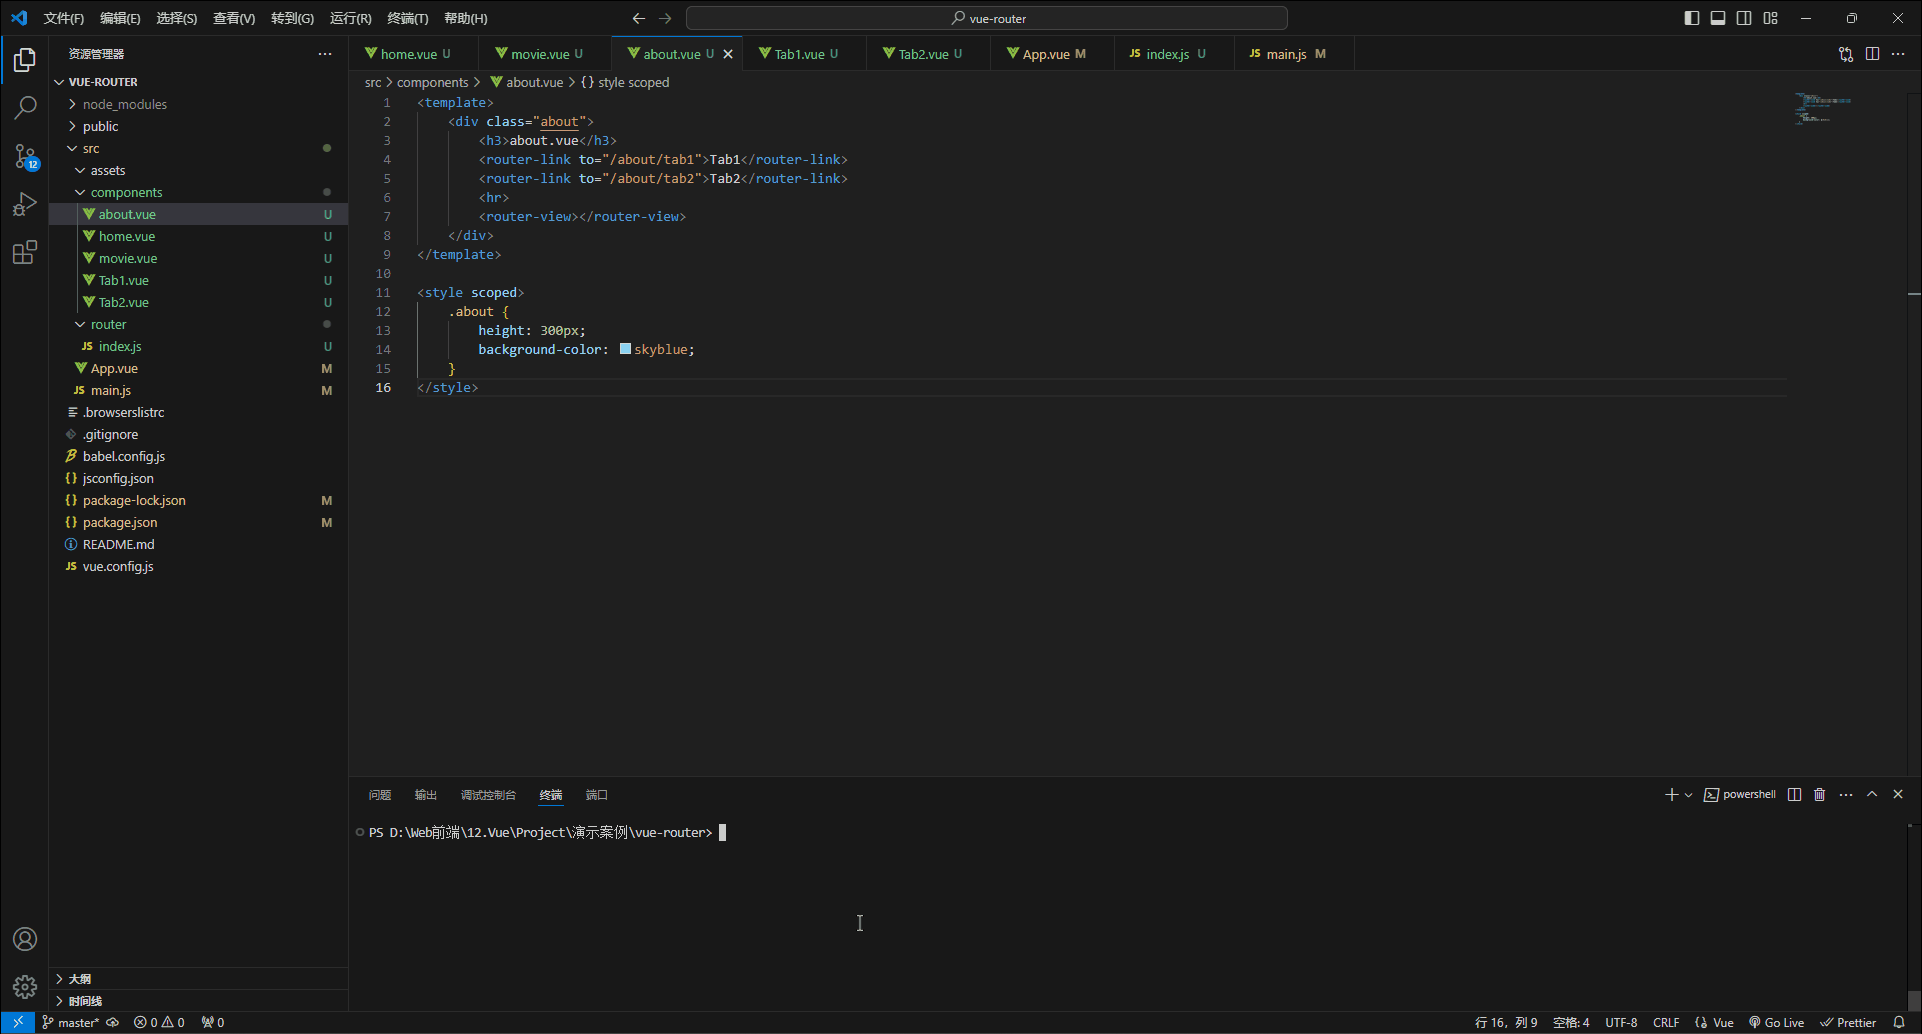 文件(F) 编辑(E) 选择(S) 查看(V) 转到(G) 运行(R) 终端(T) 帮助(H)
vue-router
资源管理器
VUE-ROUTER
node_modules
public
src
assets
components
about.vue U
home.vue U
movie.vue U
Tab1.vue U
Tab2.vue U
router
JS index.js U
App.vue M
JS main.js M
.browserslistrc
.gitignore
babel.config.js
{} jsconfig.json
{} package-lock.json M
{} package.json M
README.md
JS vue.config.js
大纲
时间线
12
home.vue U
movie.vue U
about.vue U
Tab1.vue U
Tab2.vue U
App.vue M
JS index.js U
JS main.js M
src > components > about.vue > {} style scoped
1 <template>
2 <div class="about">
3 <h3>about.vue</h3>
4 <router-link to="/about/tab1">Tab1</router-link>
5 <router-link to="/about/tab2">Tab2</router-link>
6 <hr>
7 <router-view></router-view>
8 </div>
9 </template>
10
11 <style scoped>
12 .about {
13 height: 300px;
14 background-color: skyblue;
15 }
16 </style>
问题 输出 调试控制台 终端 端口
powershell
PS D:\Web前端\12.Vue\Project\演示案例\vue-router>
master* 0 0 0
行 16，列 9 空格: 4 UTF-8 CRLF {} Vue Go Live Prettier